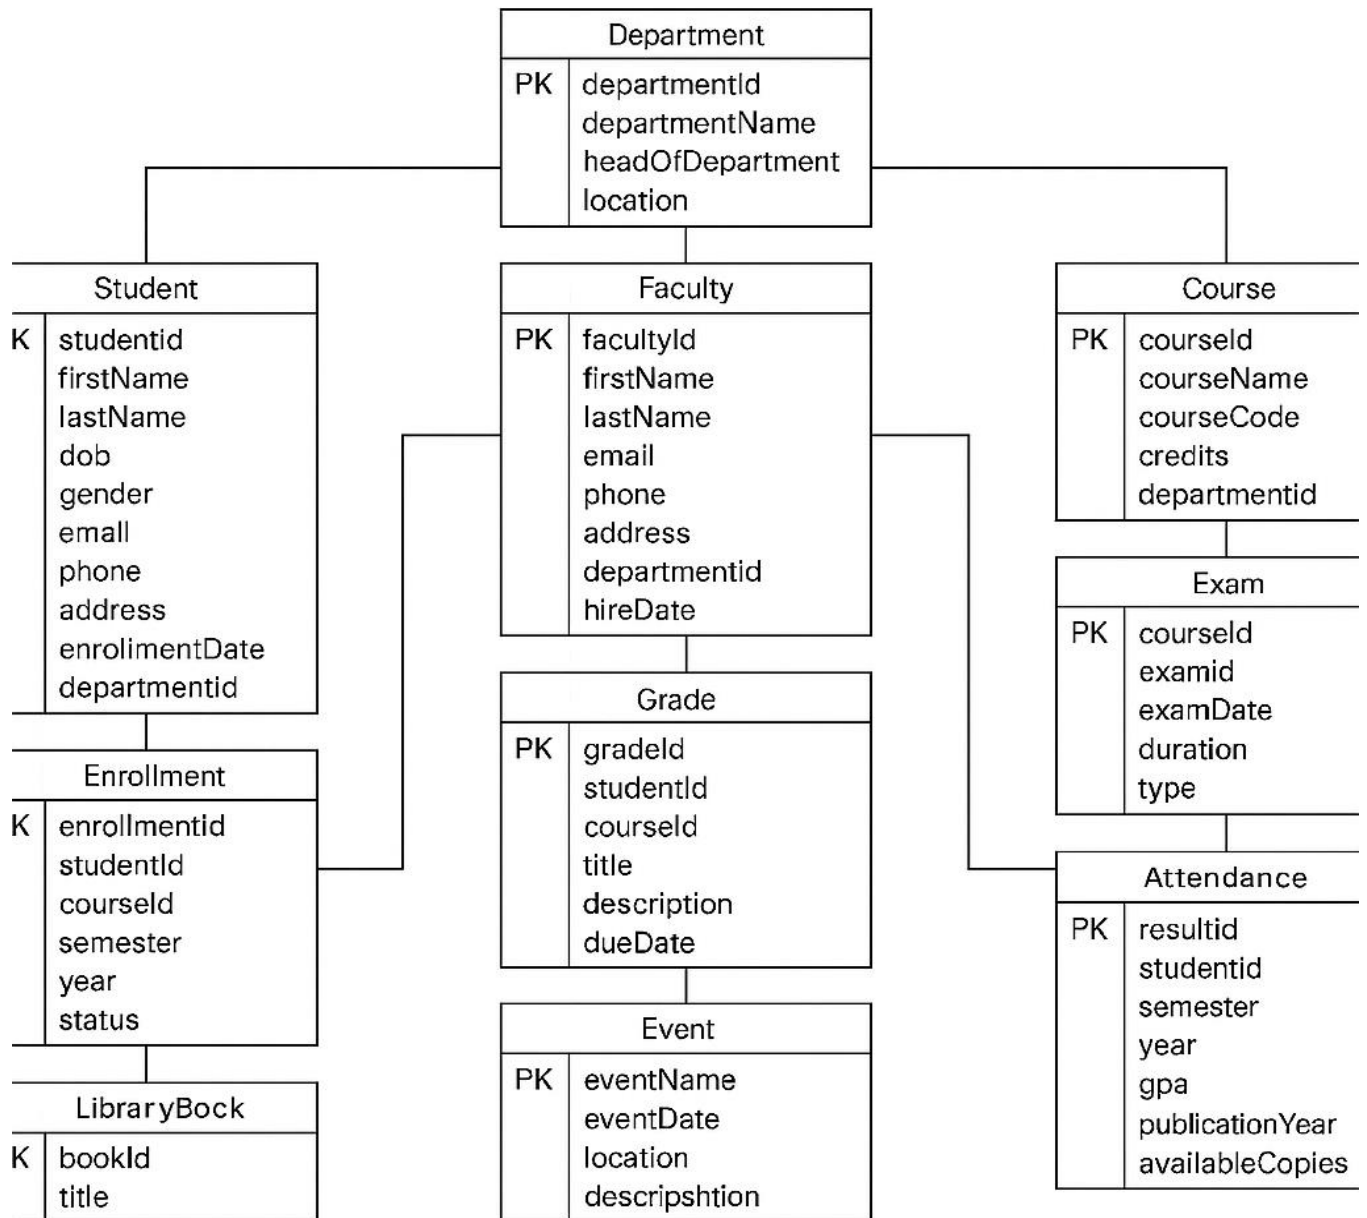 Department
PK departmentId
departmentName
headOfDepartment
location
Student
K studentid
firstName
lastName
dob
gender
emall
phone
address
enrolimentDate
departmentid
Faculty
PK facultyId
firstName
lastName
email
phone
address
departmentid
hireDate
Course
PK courseId
courseName
courseCode
credits
departmentid
Exam
PK courseId
examid
examDate
duration
type
Enrollment
K enrollmentid
studentId
courseId
semester
year
status
Grade
PK gradeId
studentId
courseId
title
description
dueDate
Attendance
PK resultid
studentid
semester
year
gpa
publicationYear
availableCopies
LibraryBock
K bookId
title
Event
PK eventName
eventDate
location
descripshtion